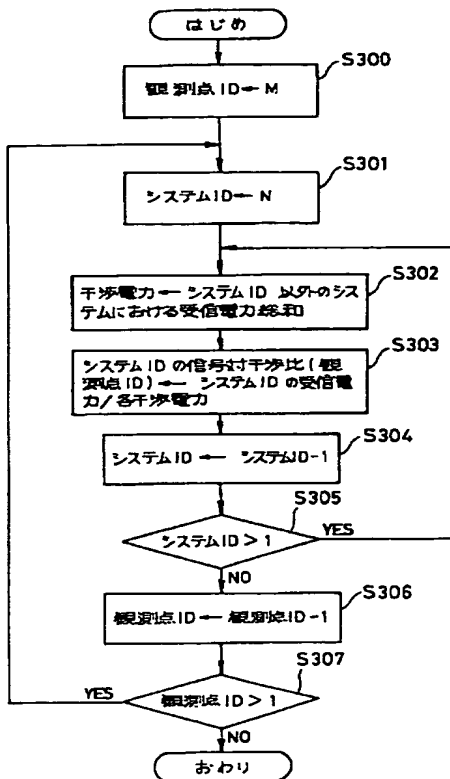 はじめ
S300
観測点ID←M
S301
システムID←N
S302
干渉電力←システムID 以外のシス
テムにおける受信電力総和
S303
システムIDの信号対干渉比(観
測点ID)← システムIDの受信電
力/各干渉電力
S304
システムID ← システムID-1
S305
システムID>1
YES
NO
S306
観測点ID←観測点ID-1
S307
観測点ID>1
YES
NO
おわり